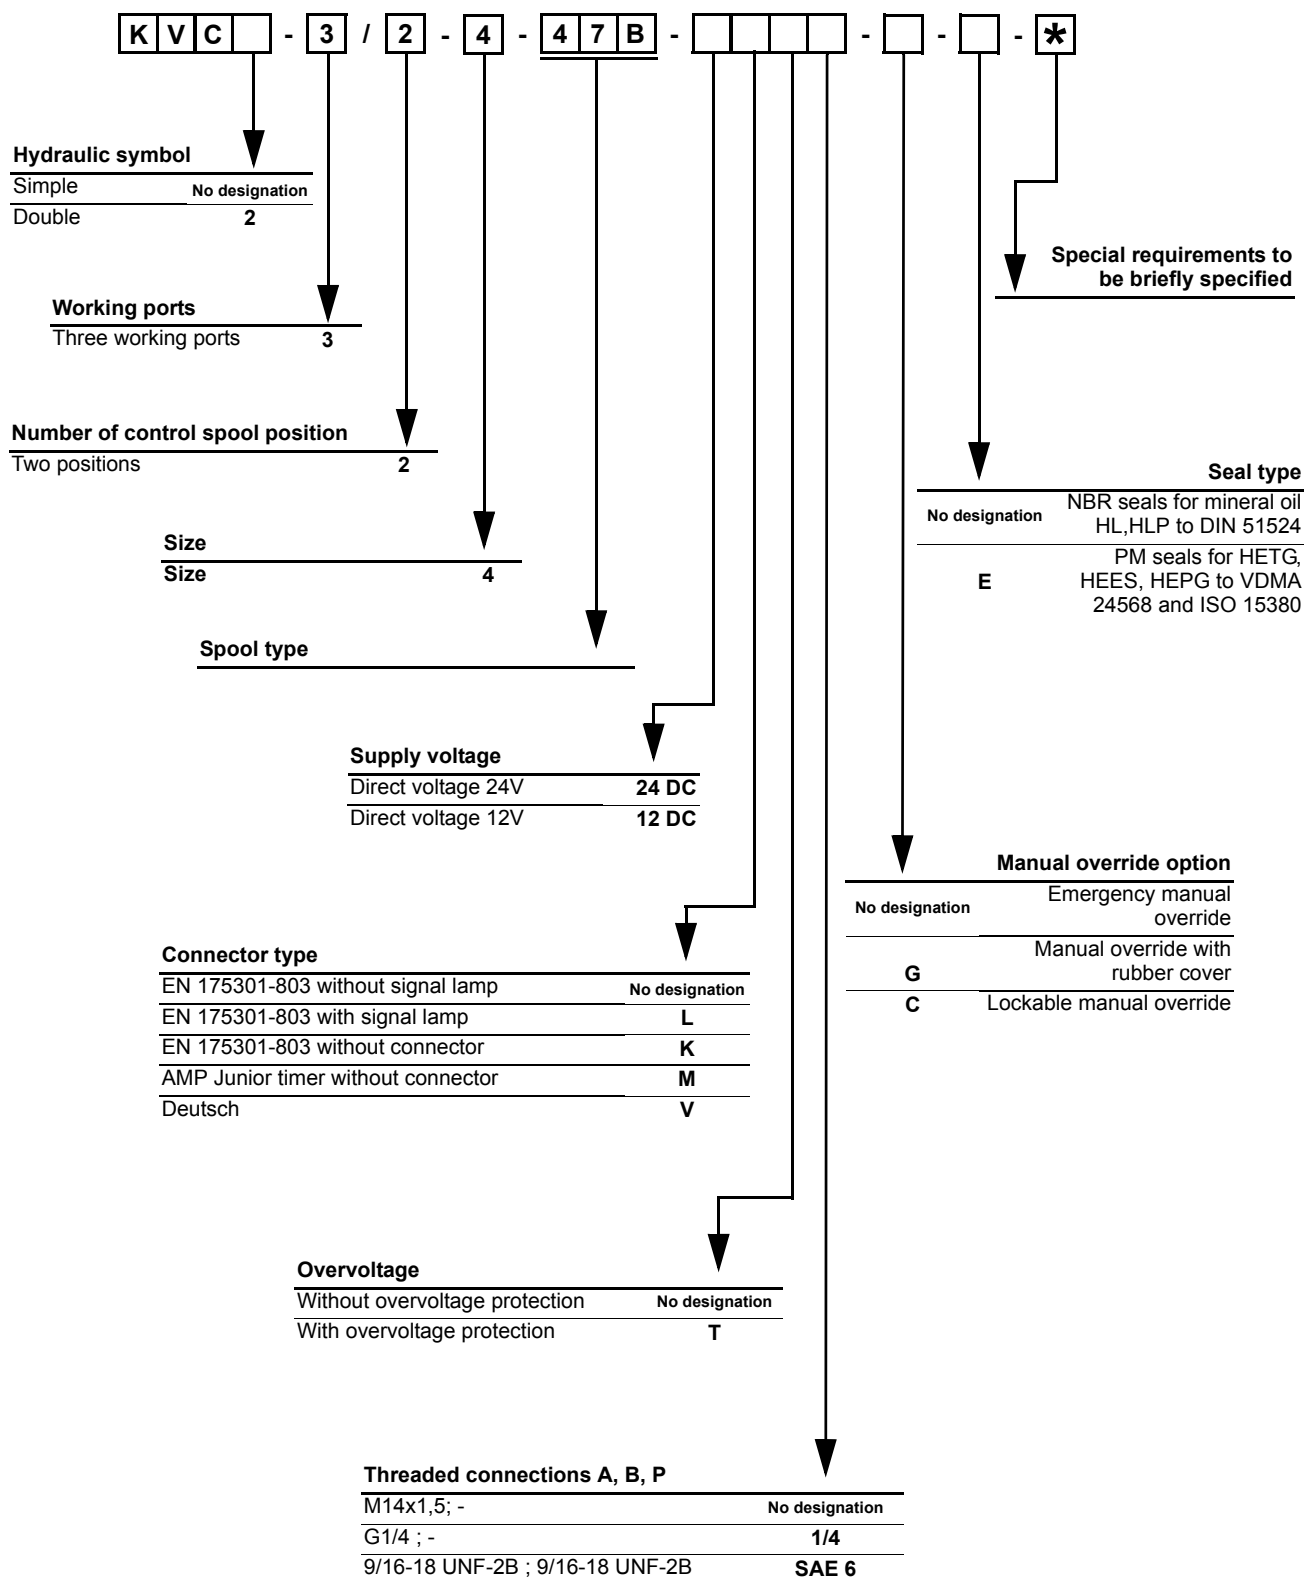 K V C - 3 / 2 - 4 - 4 7 B - - - - *
Hydraulic symbol
Simple No designation
Double 2
Special requirements to
be briefly specified
Working ports
Three working ports 3
Number of control spool position
Two positions 2
Seal type
No designation NBR seals for mineral oil
HL,HLP to DIN 51524
E PM seals for HETG,
HEES, HEPG to VDMA
24568 and ISO 15380
Size
Size 4
Spool type
Supply voltage
Direct voltage 24V 24 DC
Direct voltage 12V 12 DC
Manual override option
No designation Emergency manual
override
G Manual override with
rubber cover
C Lockable manual override
Connector type
EN 175301-803 without signal lamp No designation
EN 175301-803 with signal lamp L
EN 175301-803 without connector K
AMP Junior timer without connector M
Deutsch V
Overvoltage
Without overvoltage protection No designation
With overvoltage protection T
Threaded connections A, B, P
M14x1,5; - No designation
G1/4 ; - 1/4
9/16-18 UNF-2B ; 9/16-18 UNF-2B SAE 6